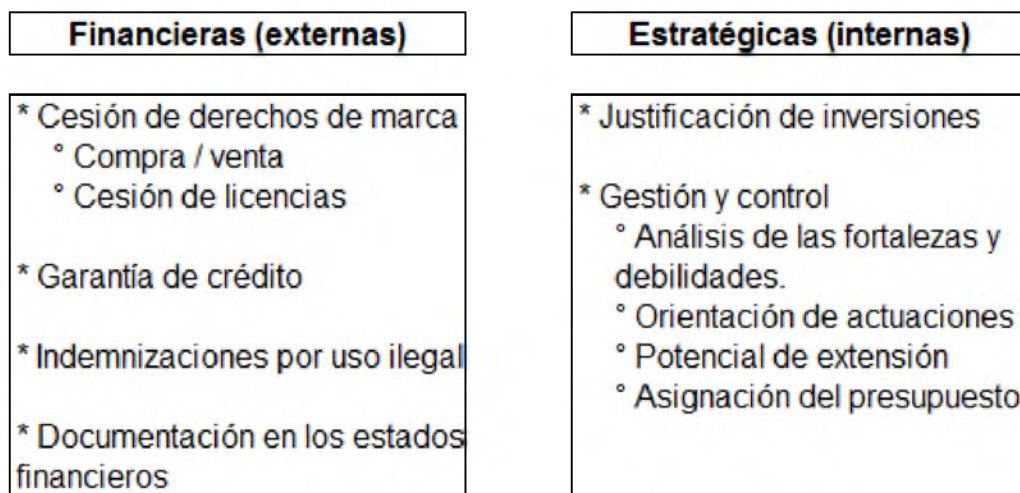 Financieras (externas)
* Cesión de derechos de marca
° Compra / venta
° Cesión de licencias
* Garantía de crédito
* Indemnizaciones por uso ilegal
* Documentación en los estados
financieros
Estratégicas (internas)
* Justificación de inversiones
* Gestión y control
° Análisis de las fortalezas y
debilidades.
° Orientación de actuaciones
° Potencial de extensión
° Asignación del presupuesto